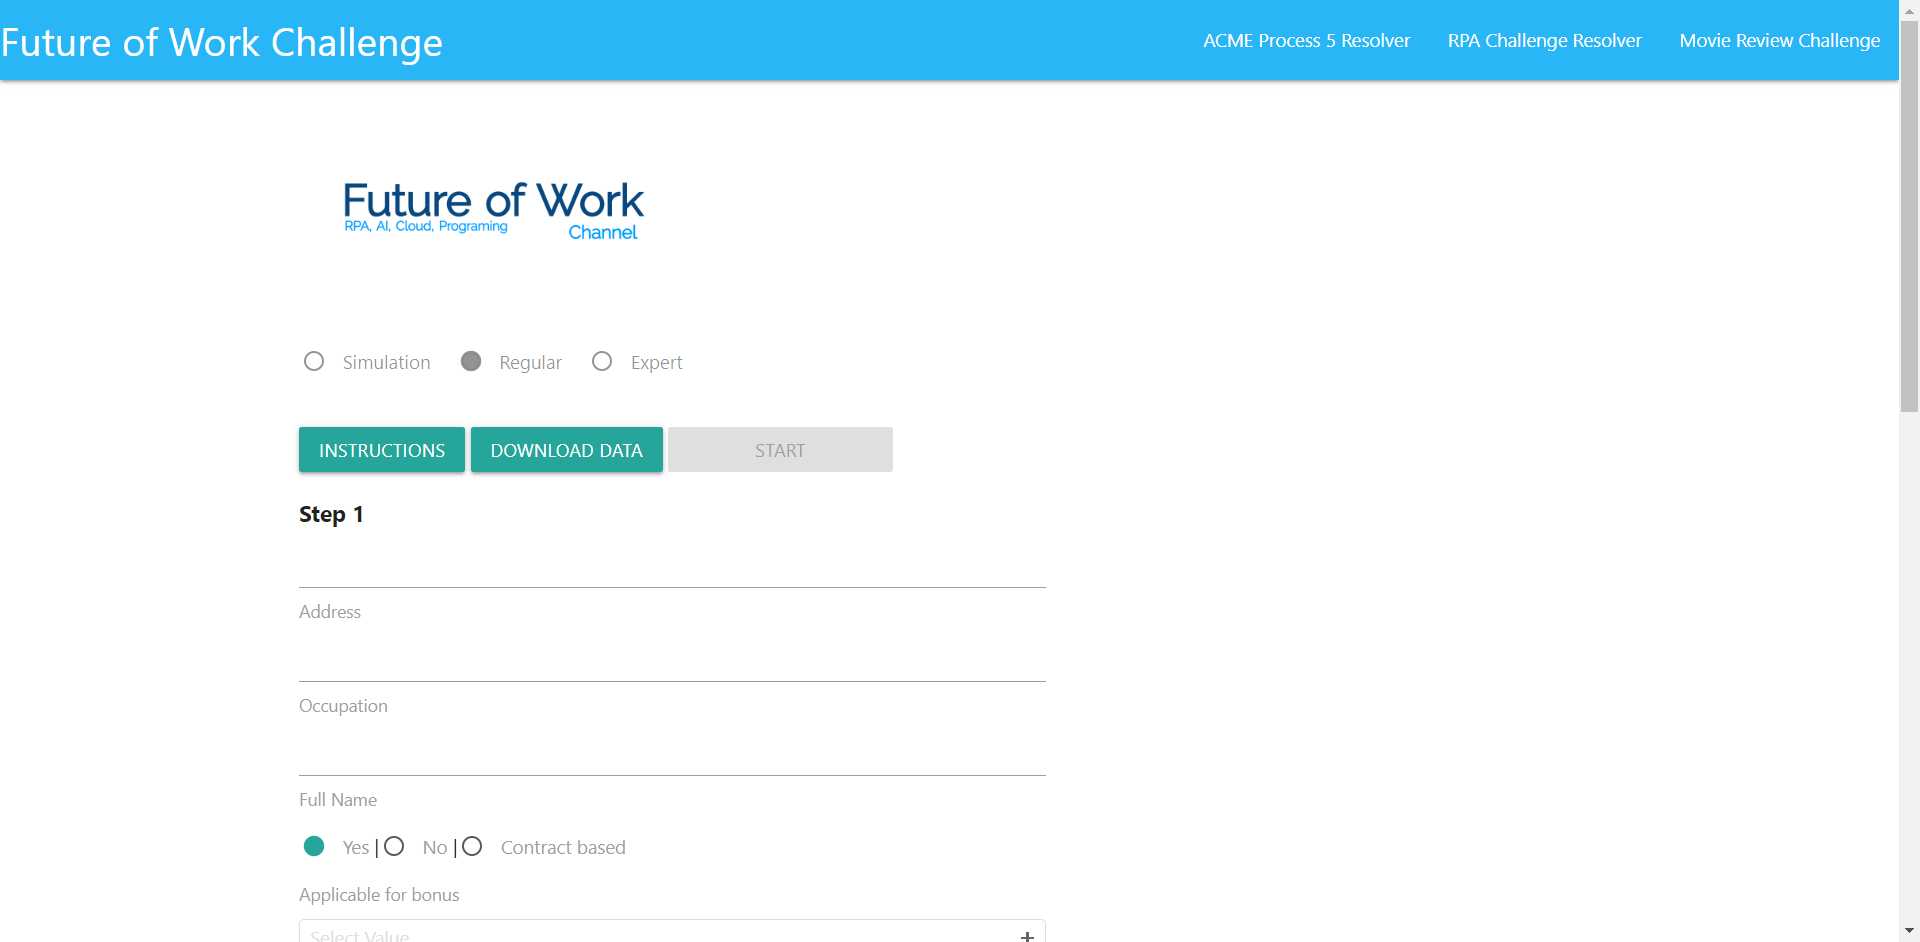 Future of Work Challenge
ACME Process 5 Resolver
RPA Challenge Resolver
Movie Review Challenge
Future of Work
RPA, AI, Cloud, Programing
Channel
Simulation
Regular
Expert
INSTRUCTIONS
DOWNLOAD DATA
START
Step 1
Address
Occupation
Full Name
Yes | No | Contract based
Applicable for bonus
Select Value